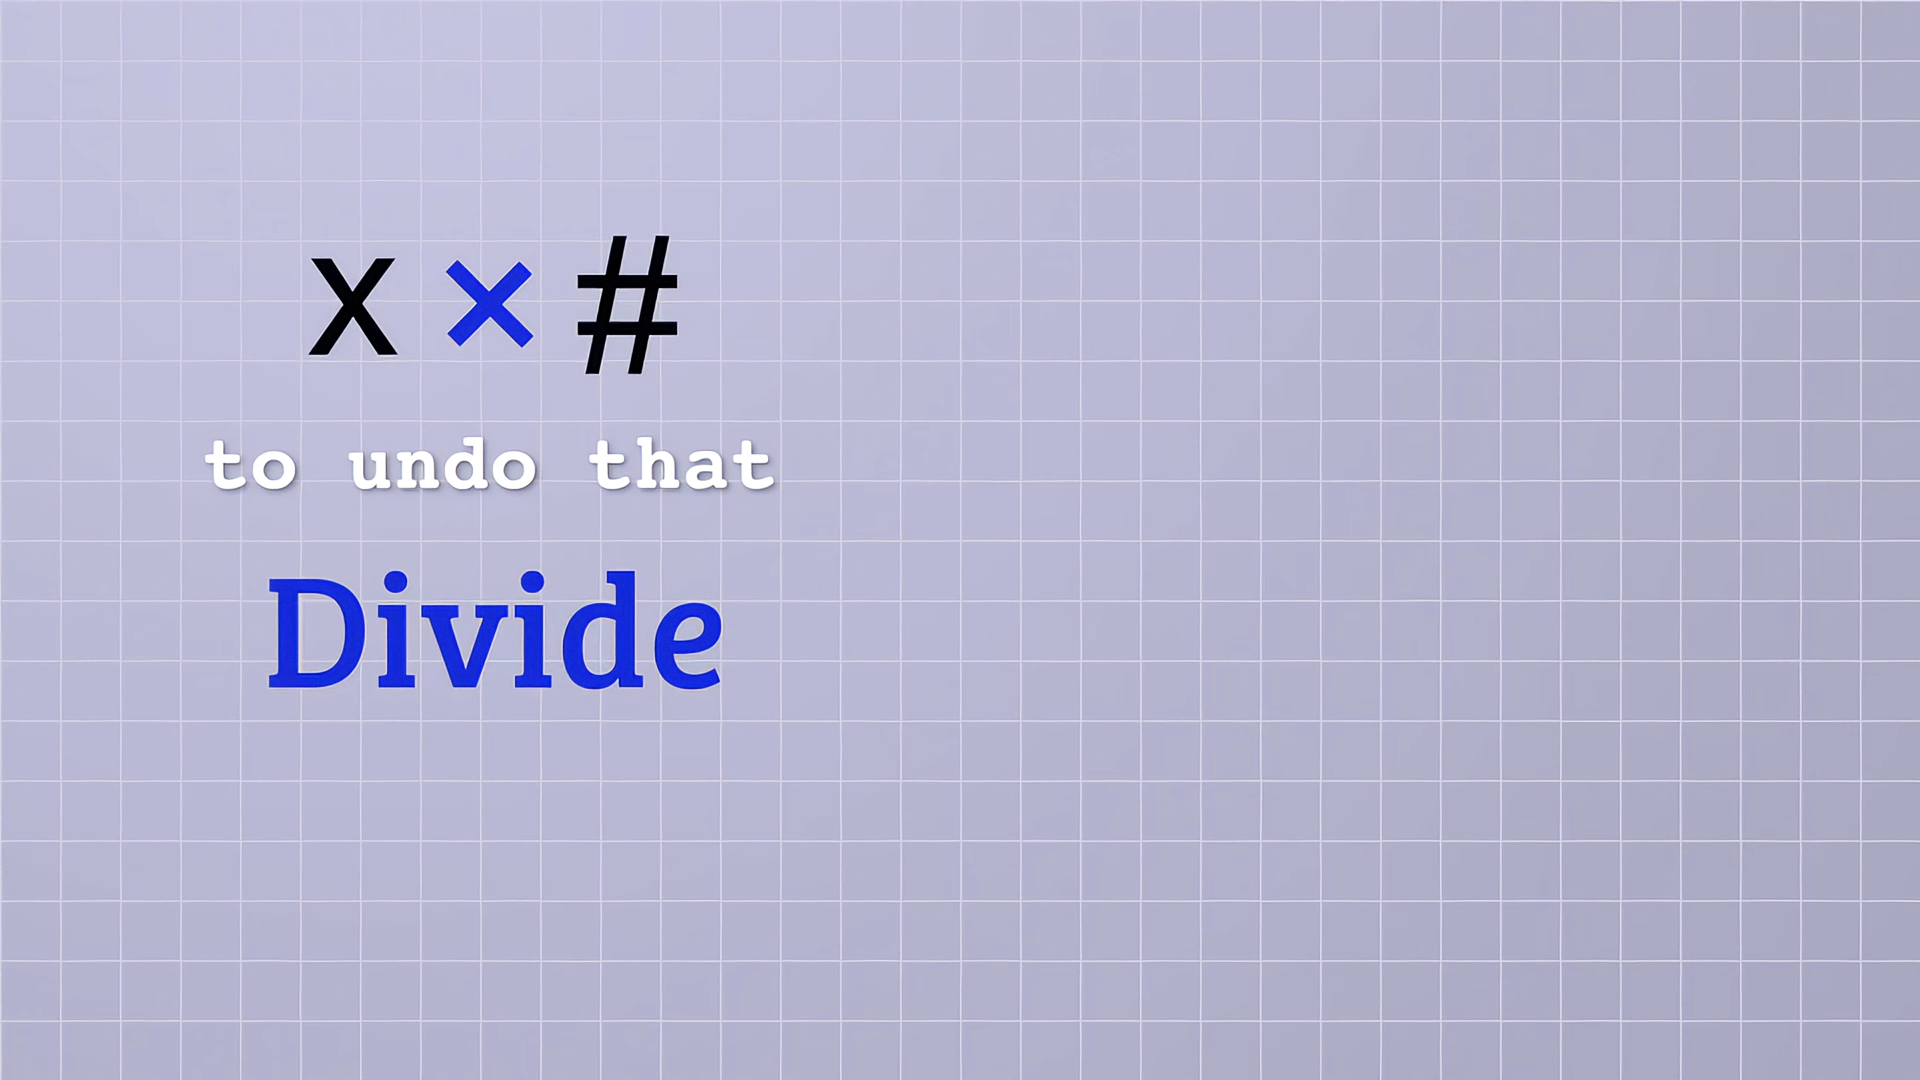 x × #
to undo that
Divide